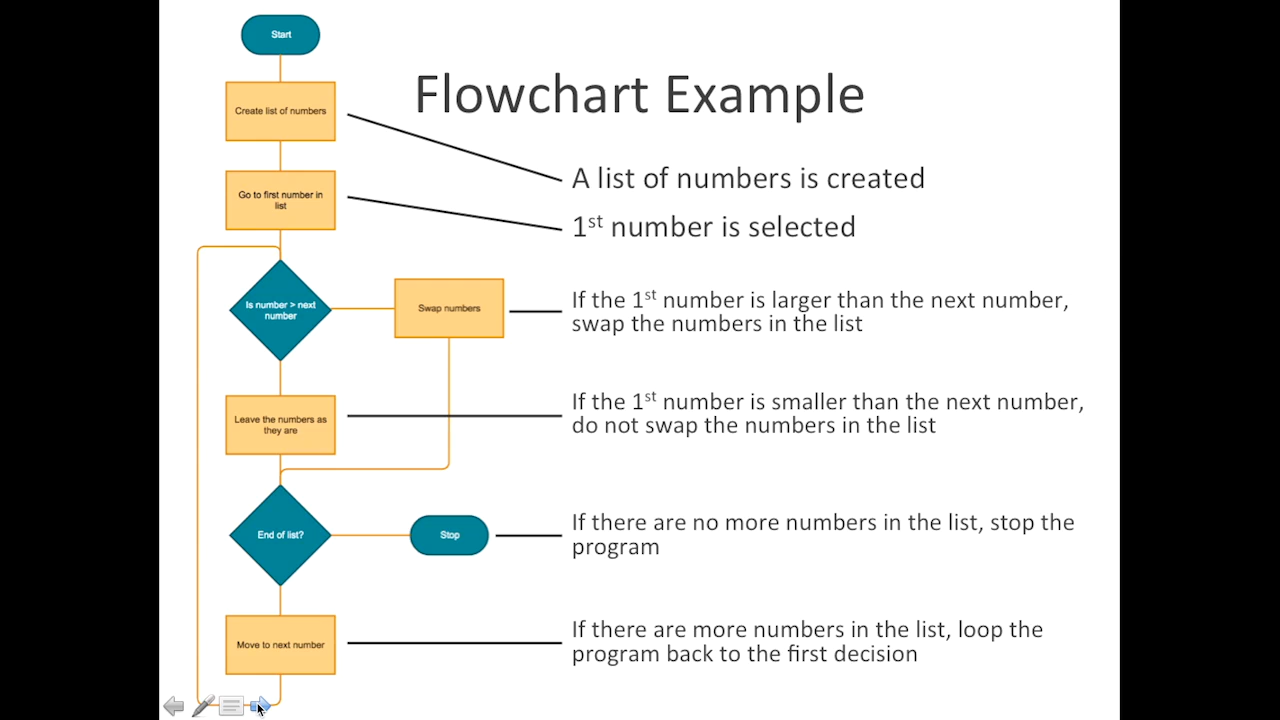 Start
Flowchart Example
Create list of numbers
A list of numbers is created
Go to first number in
list
1st number is selected
Is number > next
number
Swap numbers
If the 1st number is larger than the next number,
swap the numbers in the list
Leave the numbers as
they are
If the 1st number is smaller than the next number,
do not swap the numbers in the list
End of list?
Stop
If there are no more numbers in the list, stop the
program
Move to next number
If there are more numbers in the list, loop the
program back to the first decision